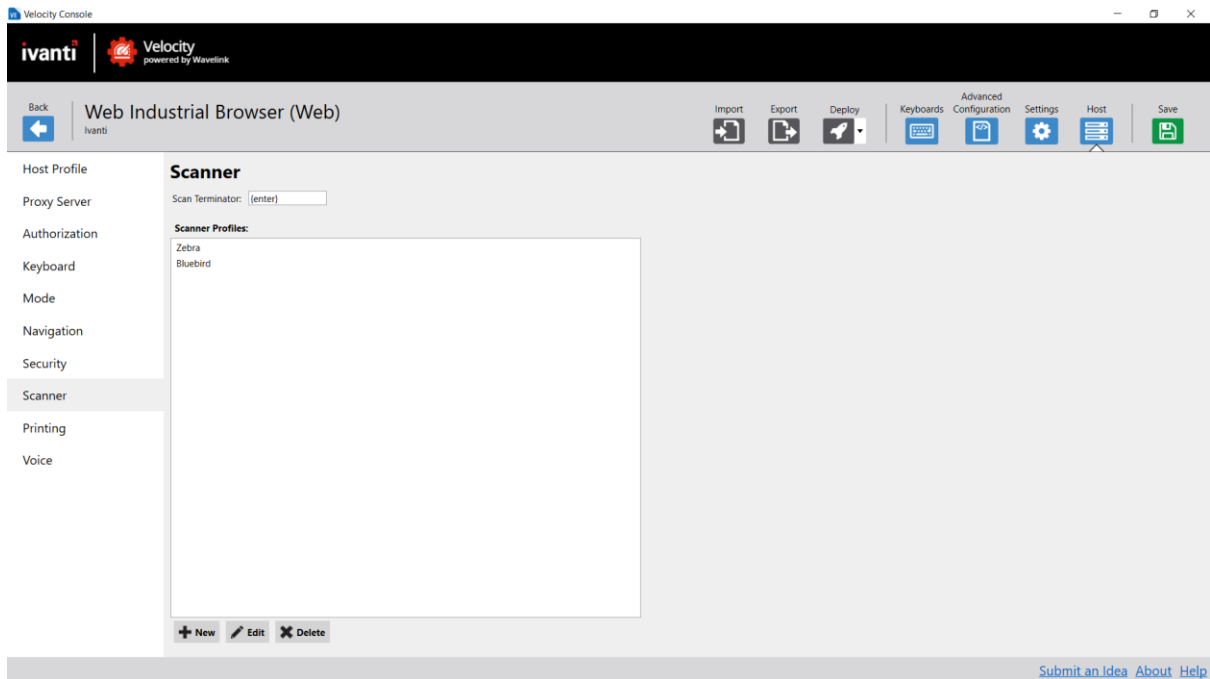 Velocity Console
ivanti
Velocity
powered by Wavelink
Back
Web Industrial Browser (Web)
Ivanti
Import
Export
Deploy
Keyboards
Advanced
Configuration
Settings
Host
Save
Host Profile
Proxy Server
Authorization
Keyboard
Mode
Navigation
Security
Scanner
Printing
Voice
Scanner
Scan Terminator: {enter}
Scanner Profiles:
Zebra
Bluebird
New
Edit
Delete
Submit an Idea About Help